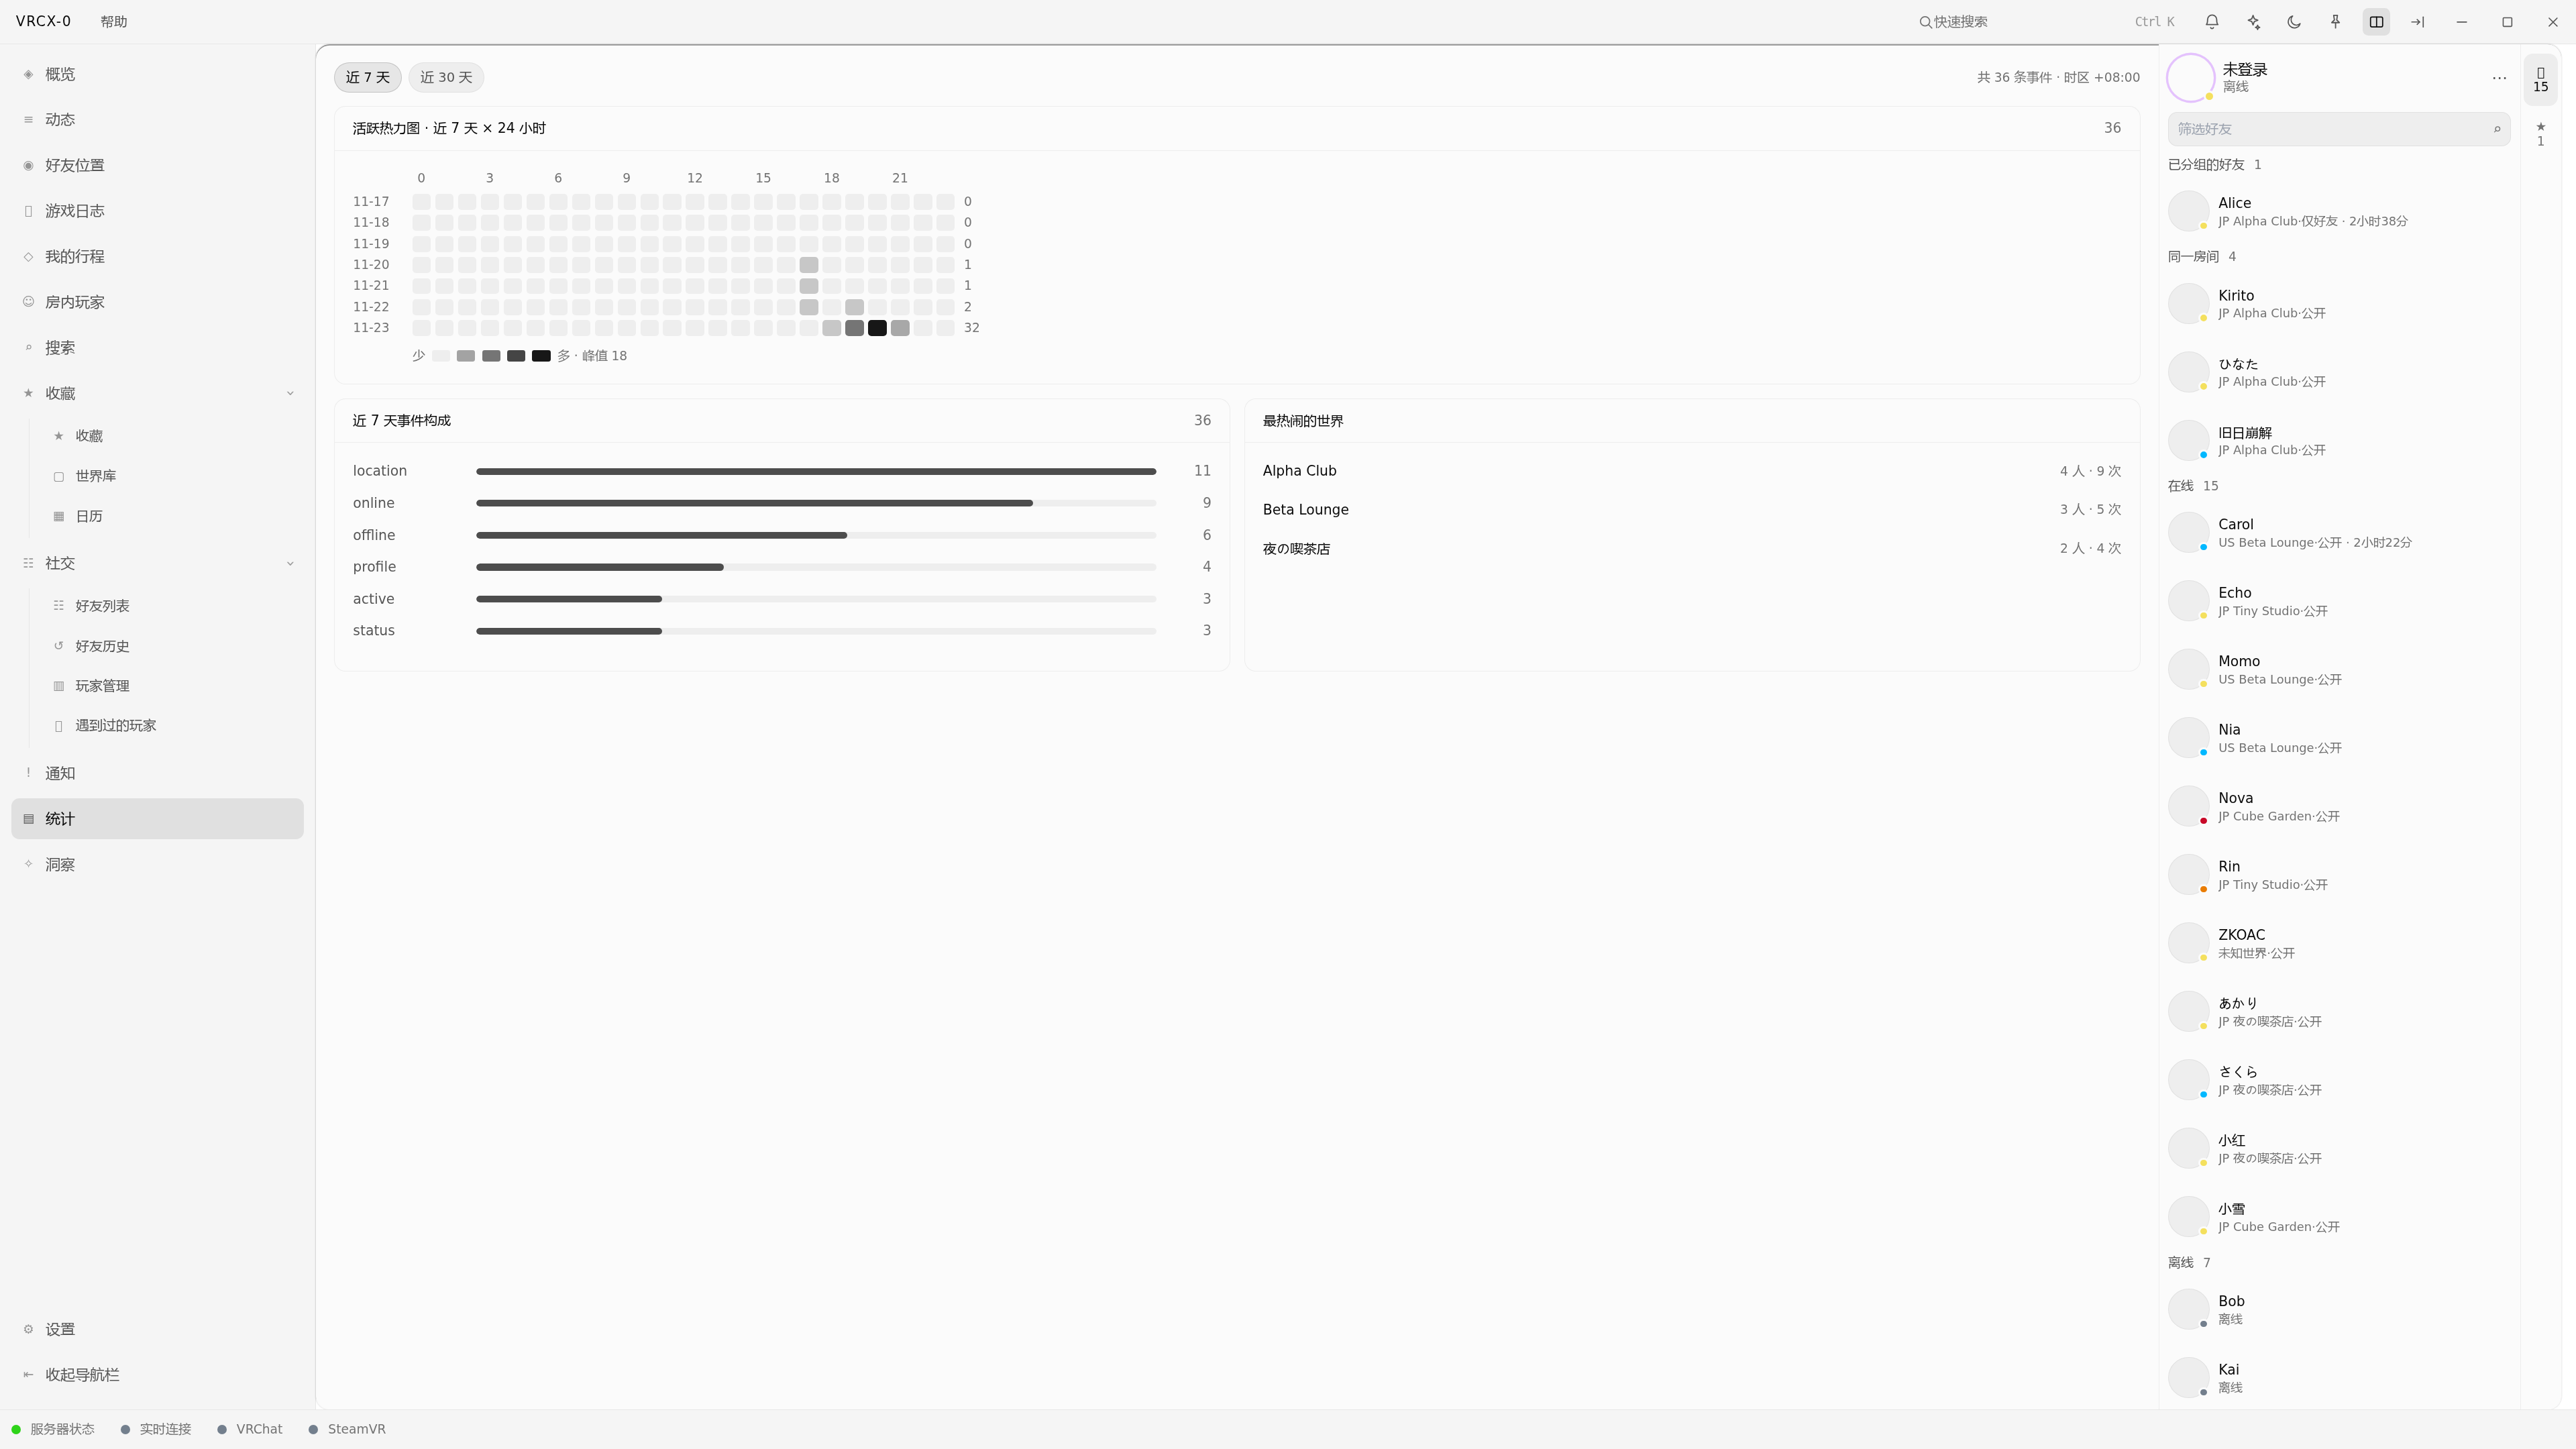 VRCX-0 帮助 快速搜索 Ctrl K
概览
动态
好友位置
游戏日志
我的行程
房内玩家
搜索
收藏
收藏
世界库
日历
社交
好友列表
好友历史
玩家管理
遇到过的玩家
通知
统计
洞察
设置
收起导航栏
近 7 天 近 30 天 共 36 条事件 · 时区 +08:00
活跃热力图 · 近 7 天 × 24 小时 36
0 3 6 9 12 15 18 21
11-17 0
11-18 0
11-19 0
11-20 1
11-21 1
11-22 2
11-23 32
少 多 · 峰值 18
近 7 天事件构成 36
location 11
online 9
offline 6
profile 4
active 3
status 3
最热闹的世界
Alpha Club 4 人 · 9 次
Beta Lounge 3 人 · 5 次
夜の喫茶店 2 人 · 4 次
未登录
离线
15
1
筛选好友
已分组的好友 1
Alice
JP Alpha Club·仅好友 · 2小时38分
同一房间 4
Kirito
JP Alpha Club·公开
ひなた
JP Alpha Club·公开
旧日崩解
JP Alpha Club·公开
在线 15
Carol
US Beta Lounge·公开 · 2小时22分
Echo
JP Tiny Studio·公开
Momo
US Beta Lounge·公开
Nia
US Beta Lounge·公开
Nova
JP Cube Garden·公开
Rin
JP Tiny Studio·公开
ZKOAC
未知世界·公开
あかり
JP 夜の喫茶店·公开
さくら
JP 夜の喫茶店·公开
小红
JP 夜の喫茶店·公开
小雪
JP Cube Garden·公开
离线 7
Bob
离线
Kai
离线
服务器状态 实时连接 VRChat SteamVR